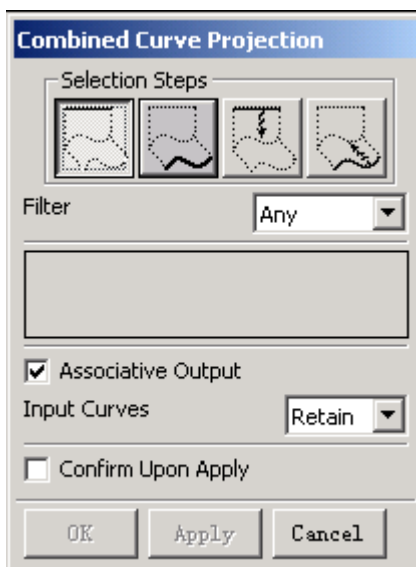 Combined Curve Projection
Selection Steps
Filter Any
Associative Output
Input Curves Retain
Confirm Upon Apply
OK Apply Cancel